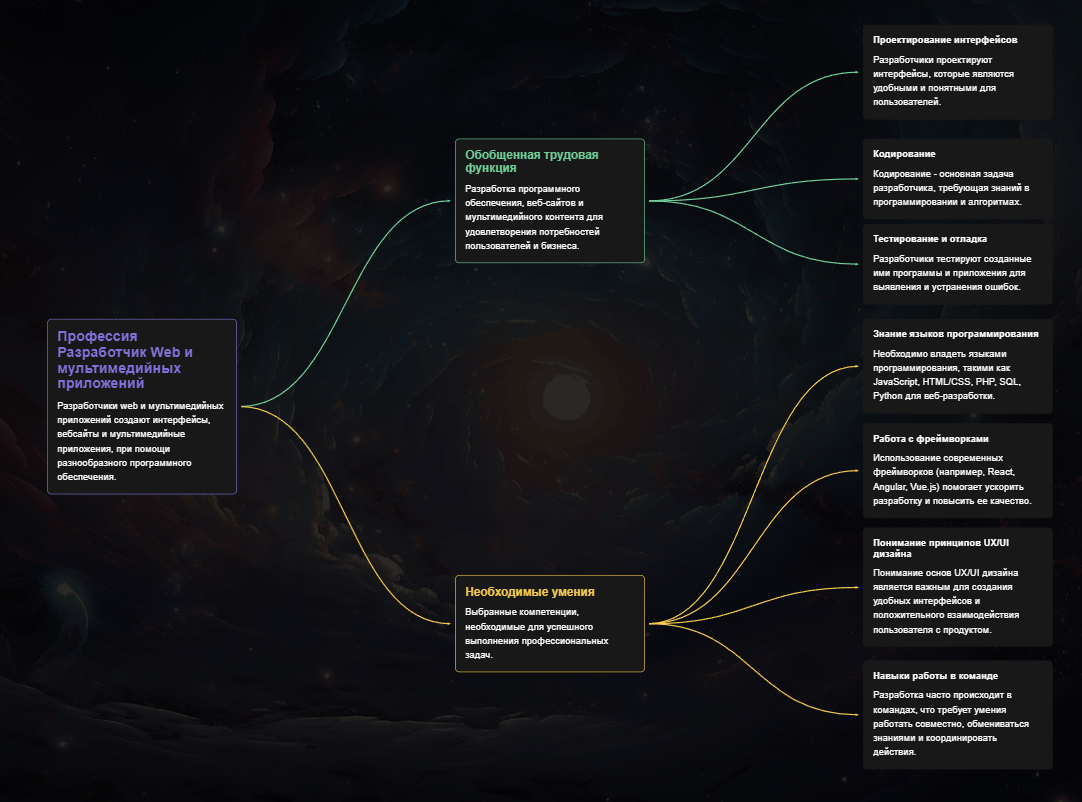 Профессия
Разработчик Web и
мультимедийных
приложений
Разработчики web и мультимедийных
приложений создают интерфейсы,
вебсайты и мультимедийные
приложения, при помощи
разнообразного программного
обеспечения.
Обобщенная трудовая
функция
Разработка программного
обеспечения, веб-сайтов и
мультимедийного контента для
удовлетворения потребностей
пользователей и бизнеса.
Проектирование интерфейсов
Разработчики проектируют
интерфейсы, которые являются
удобными и понятными для
пользователей.
Кодирование
Кодирование - основная задача
разработчика, требующая знаний в
программировании и алгоритмах.
Тестирование и отладка
Разработчики тестируют созданные
ими программы и приложения для
выявления и устранения ошибок.
Необходимые умения
Выбранные компетенции,
необходимые для успешного
выполнения профессиональных
задач.
Знание языков программирования
Необходимо владеть языками
программирования, такими как
JavaScript, HTML/CSS, PHP, SQL,
Python для веб-разработки.
Работа с фреймворками
Использование современных
фреймворков (например, React,
Angular, Vue.js) помогает ускорить
разработку и повысить ее качество.
Понимание принципов UX/UI
дизайна
Понимание основ UX/UI дизайна
является важным для создания
удобных интерфейсов и
положительного взаимодействия
пользователя с продуктом.
Навыки работы в команде
Разработка часто происходит в
командах, что требует умения
работать совместно, обмениваться
знаниями и координировать
действия.